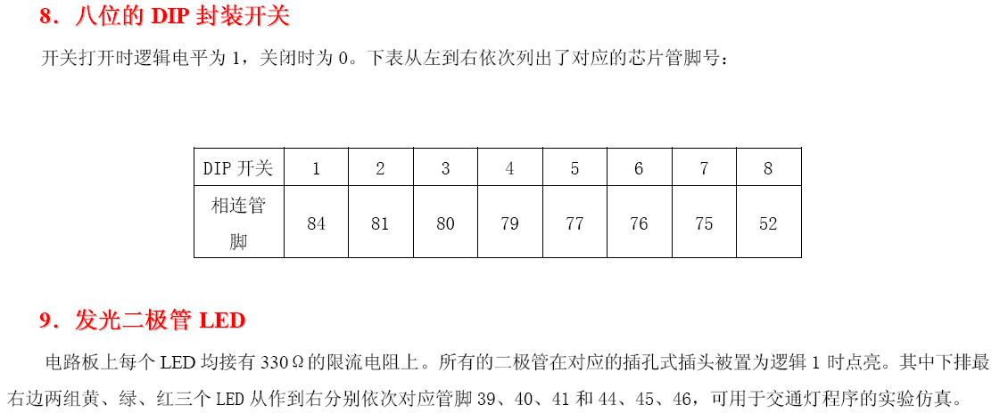 8．八位的 DIP 封装开关
开关打开时逻辑电平为 1，关闭时为 0。下表从左到右依次列出了对应的芯片管脚号：
DIP 开关 1 2 3 4 5 6 7 8
相连管
脚 84 81 80 79 77 76 75 52
9．发光二极管 LED
电路板上每个 LED 均接有 330Ω的限流电阻上。所有的二极管在对应的插孔式插头被置为逻辑 1 时点亮。其中下排最
右边两组黄、绿、红三个 LED 从作到右分别依次对应管脚 39、40、41 和 44、45、46，可用于交通灯程序的实验仿真。